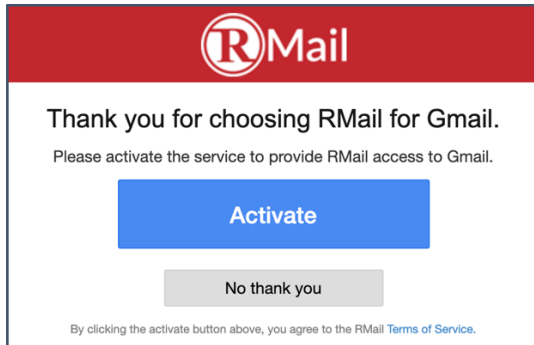 RMail
Thank you for choosing RMail for Gmail.
Please activate the service to provide RMail access to Gmail.
Activate
No thank you
By clicking the activate button above, you agree to the RMail Terms of Service.